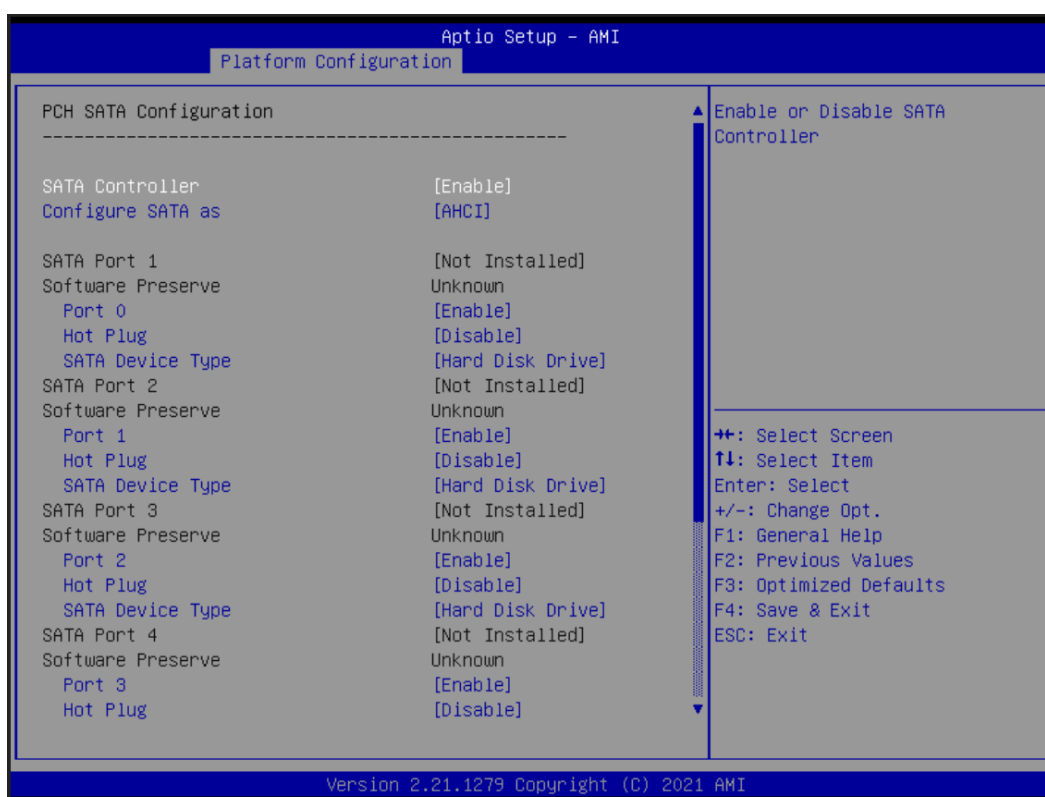 Aptio Setup – AMI
Platform Configuration
PCH SATA Configuration
--------------------------------------------------
SATA Controller [Enable]
Configure SATA as [AHCI]
SATA Port 1 [Not Installed]
Software Preserve Unknown
Port 0 [Enable]
Hot Plug [Disable]
SATA Device Type [Hard Disk Drive]
SATA Port 2 [Not Installed]
Software Preserve Unknown
Port 1 [Enable]
Hot Plug [Disable]
SATA Device Type [Hard Disk Drive]
SATA Port 3 [Not Installed]
Software Preserve Unknown
Port 2 [Enable]
Hot Plug [Disable]
SATA Device Type [Hard Disk Drive]
SATA Port 4 [Not Installed]
Software Preserve Unknown
Port 3 [Enable]
Hot Plug [Disable]
Enable or Disable SATA
Controller
→←: Select Screen
↑↓: Select Item
Enter: Select
+/-: Change Opt.
F1: General Help
F2: Previous Values
F3: Optimized Defaults
F4: Save & Exit
ESC: Exit
Version 2.21.1279 Copyright (C) 2021 AMI